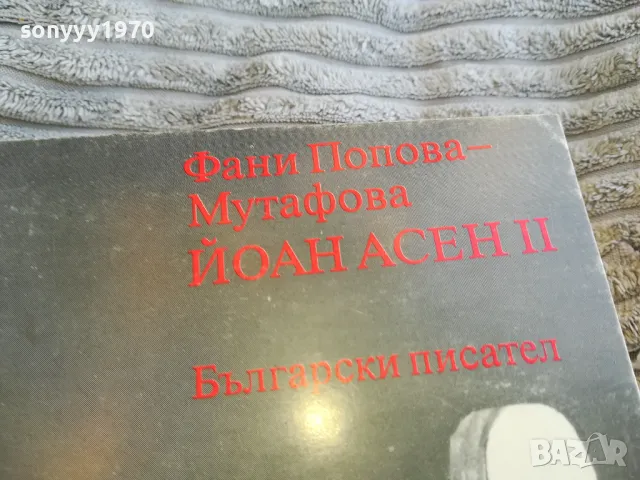 sonyyy1970
Фани Попова-
Мутафова
ЙОАН АСЕН II
Български писател
BAZAR